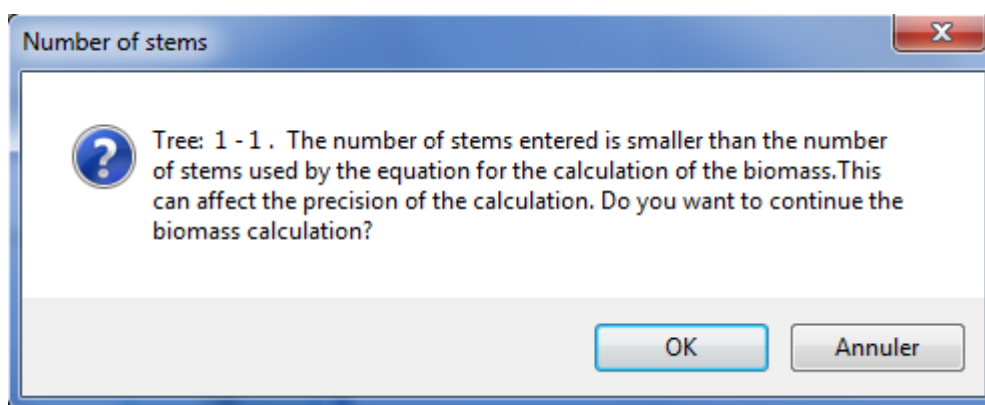 Number of stems
Tree: 1 - 1 . The number of stems entered is smaller than the number
of stems used by the equation for the calculation of the biomass.This
can affect the precision of the calculation. Do you want to continue the
biomass calculation?
OK
Annuler